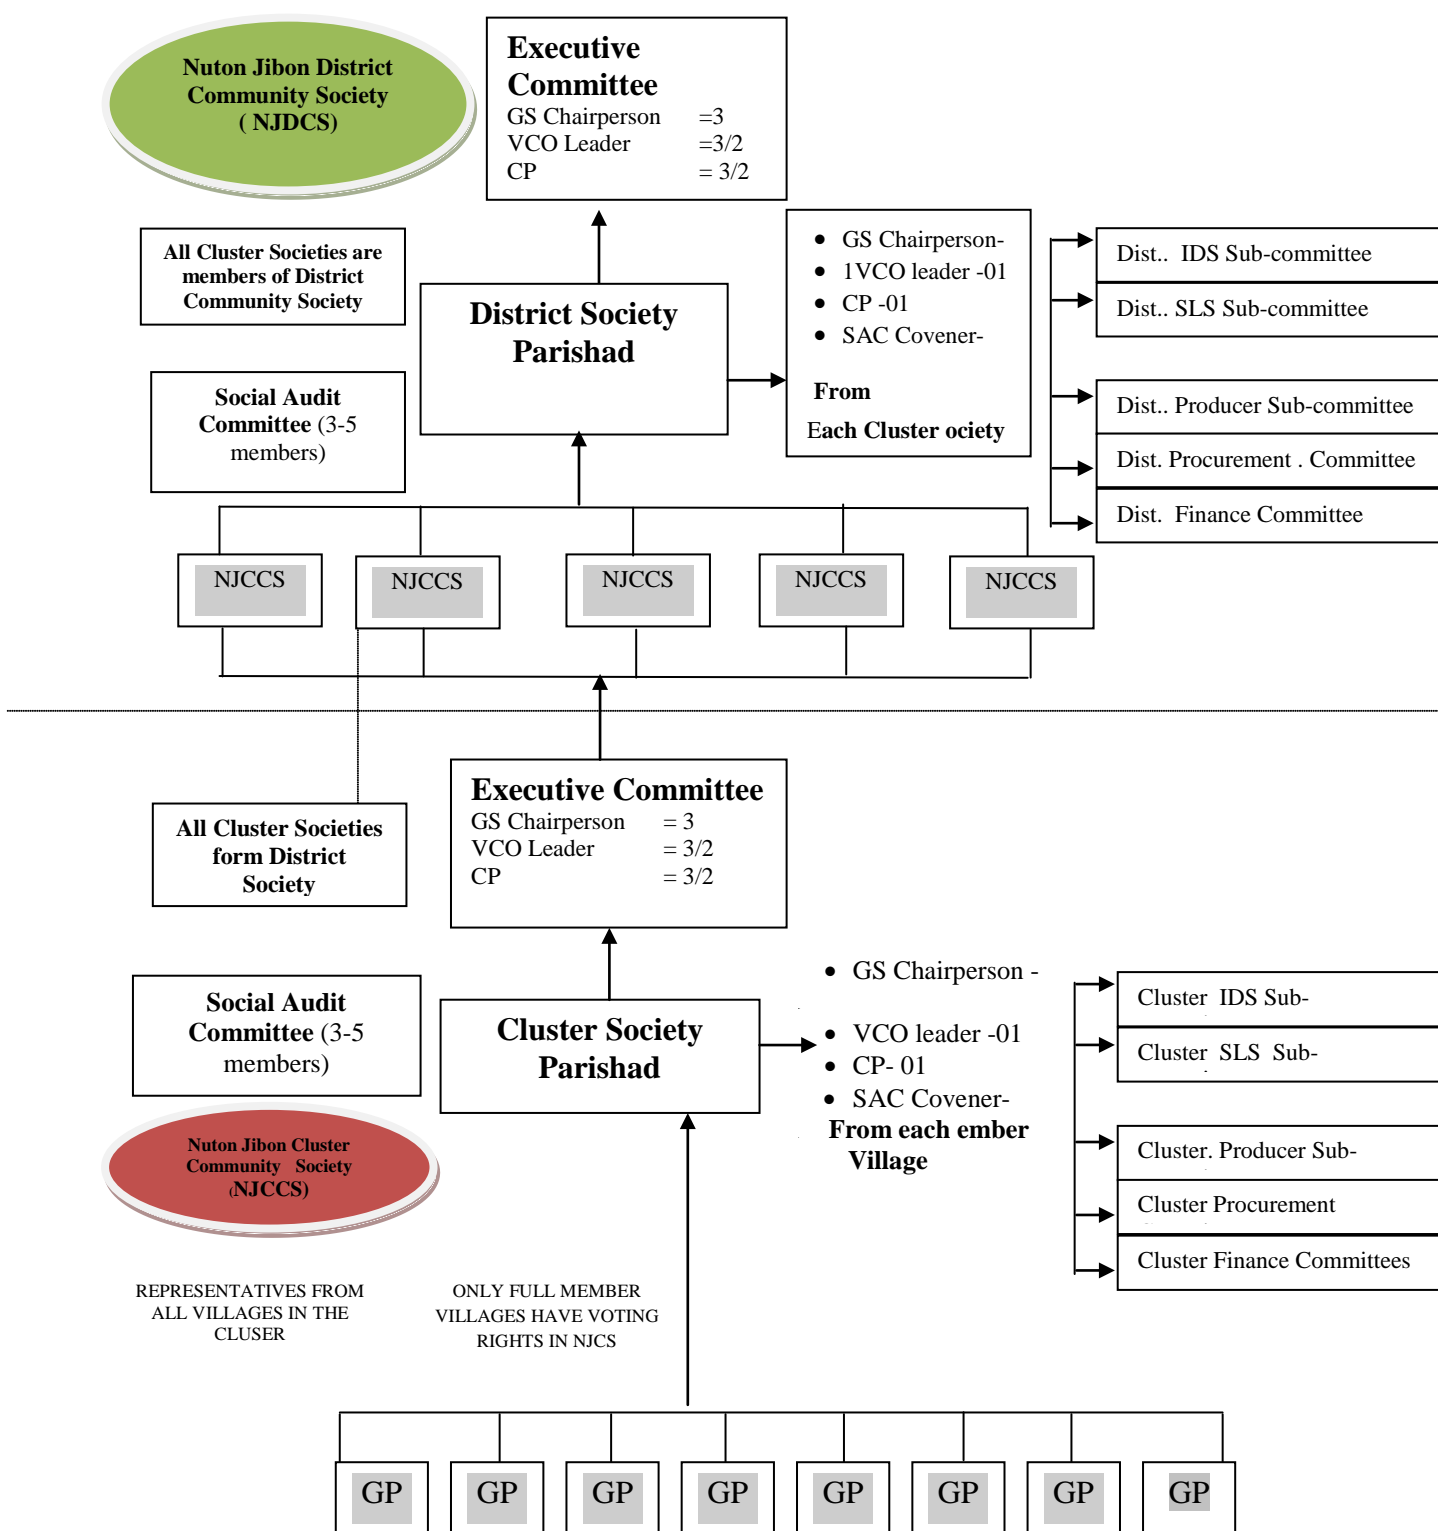 Nuton Jibon District
Community Society
( NJDCS)
Executive
Committee
GS Chairperson =3
VCO Leader =3/2
CP = 3/2
All Cluster Societies are
members of District
Community Society
District Society
Parishad
• GS Chairperson-
• 1VCO leader -01
• CP -01
• SAC Covener-
From
Each Cluster ociety
Dist.. IDS Sub-committee
Dist.. SLS Sub-committee
Dist.. Producer Sub-committee
Dist. Procurement . Committee
Dist. Finance Committee
Social Audit
Committee (3-5
members)
NJCCS
NJCCS
NJCCS
NJCCS
NJCCS
All Cluster Societies
form District
Society
Executive Committee
GS Chairperson = 3
VCO Leader = 3/2
CP = 3/2
Social Audit
Committee (3-5
members)
Cluster Society
Parishad
• GS Chairperson -
• VCO leader -01
• CP- 01
• SAC Covener-
From each ember
Village
Cluster IDS Sub-
Cluster SLS Sub-
Cluster. Producer Sub-
Cluster Procurement
Cluster Finance Committees
Nuton Jibon Cluster
Community Society
(NJCCS)
REPRESENTATIVES FROM
ALL VILLAGES IN THE
CLUSER
ONLY FULL MEMBER
VILLAGES HAVE VOTING
RIGHTS IN NJCS
GP
GP
GP
GP
GP
GP
GP
GP